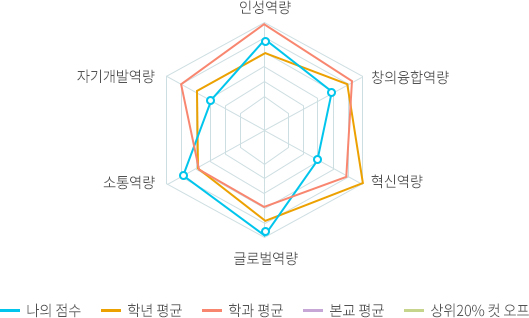 인성역량
자기개발역량
창의융합역량
소통역량
혁신역량
글로벌역량
나의 점수
학년 평균
학과 평균
본교 평균
상위20% 컷 오프